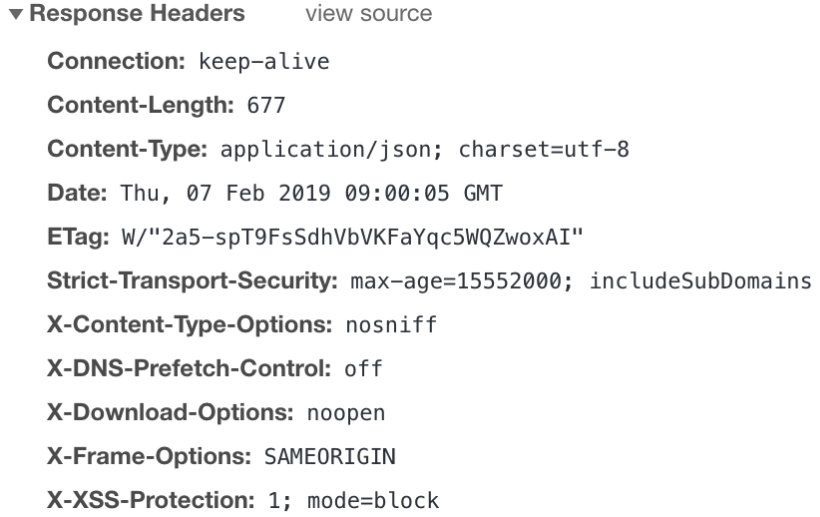 ▼ Response Headers view source
Connection: keep-alive
Content-Length: 677
Content-Type: application/json; charset=utf-8
Date: Thu, 07 Feb 2019 09:00:05 GMT
ETag: W/"2a5-spT9FsSdhVbVKFaYqc5WQZwoxAI"
Strict-Transport-Security: max-age=15552000; includeSubDomains
X-Content-Type-Options: nosniff
X-DNS-Prefetch-Control: off
X-Download-Options: noopen
X-Frame-Options: SAMEORIGIN
X-XSS-Protection: 1; mode=block